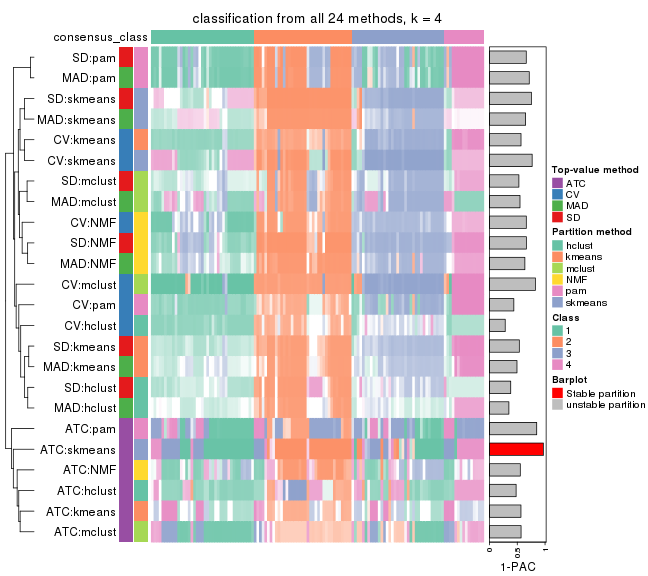 classification from all 24 methods, k = 4
consensus_class
SD:pam
MAD:pam
SD:skmeans
MAD:skmeans
CV:kmeans
CV:skmeans
SD:mclust
MAD:mclust
CV:NMF
SD:NMF
MAD:NMF
CV:mclust
CV:pam
CV:hclust
SD:kmeans
MAD:kmeans
SD:hclust
MAD:hclust
ATC:pam
ATC:skmeans
ATC:NMF
ATC:hclust
ATC:kmeans
ATC:mclust
0
0.5
1
1-PAC
Top-value method
ATC
CV
MAD
SD
Partition method
hclust
kmeans
mclust
NMF
pam
skmeans
Class
1
2
3
4
Barplot
Stable partition
unstable partition